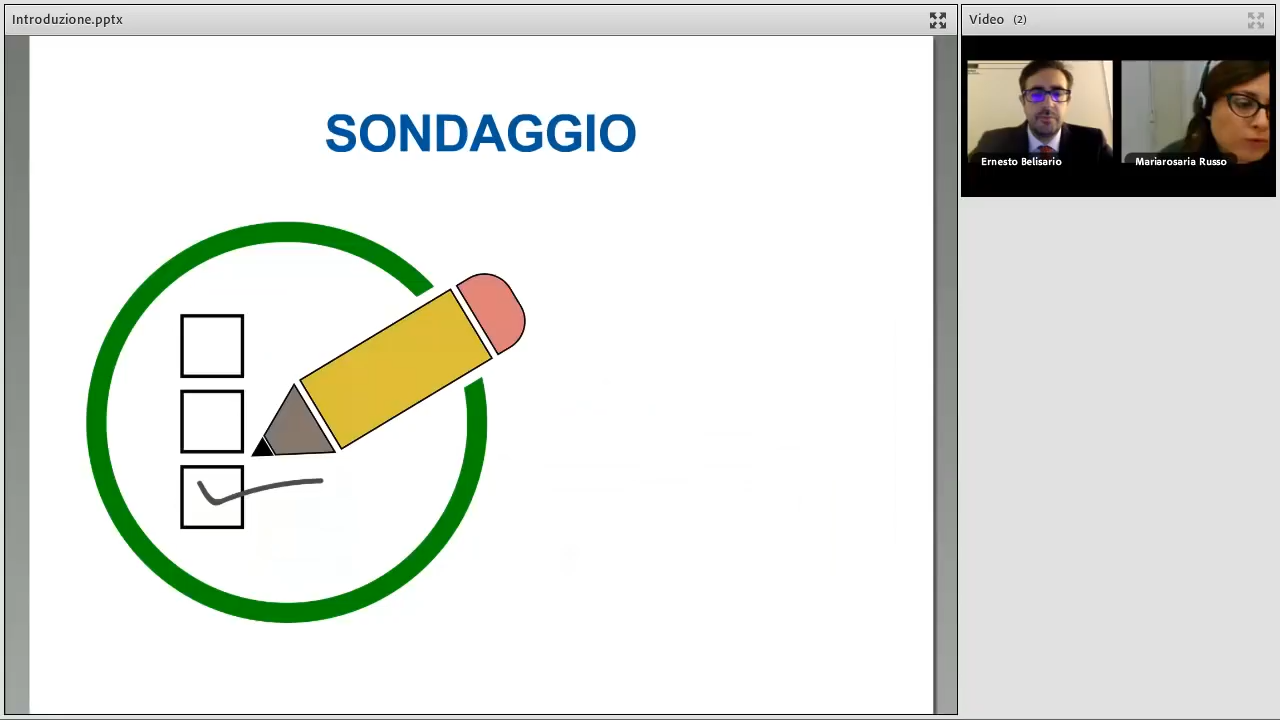 Introduzione.pptx
Video (2)
SONDAGGIO
Ernesto Belisario
Mariarosaria Russo